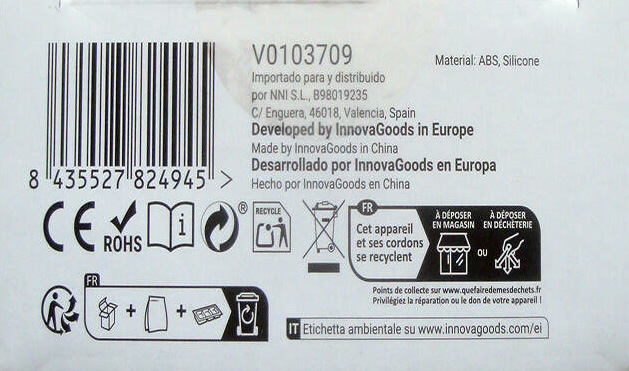 V0103709
Material: ABS, Silicone
Importado para y distribuido
por NNI S.L., B98019235
C/ Enguera, 46018, Valencia, Spain
Developed by InnovaGoods in Europe
Made by InnovaGoods in China
Desarrollado por InnovaGoods en Europa
Hecho por InnovaGoods en China
8 435527 824945 >
CE
ROHS
i
®
RECYCLE
FR
Cet appareil
et ses cordons
se recyclent
À DÉPOSER
EN MAGASIN
OU
À DÉPOSER
EN DÉCHÈTERIE
Points de collecte sur www.quefairedemesdechets.fr
Privilégiez la réparation ou le don de votre appareil !
FR
+ +
IT Etichetta ambientale su www.innovagoods.com/ei